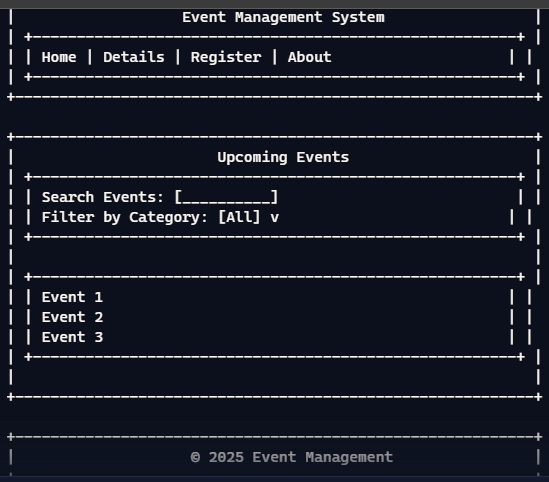 Event Management System
| Home | Details | Register | About | |
Upcoming Events
Search Events: [__________]
Filter by Category: [All] v
Event 1
Event 2
Event 3
© 2025 Event Management